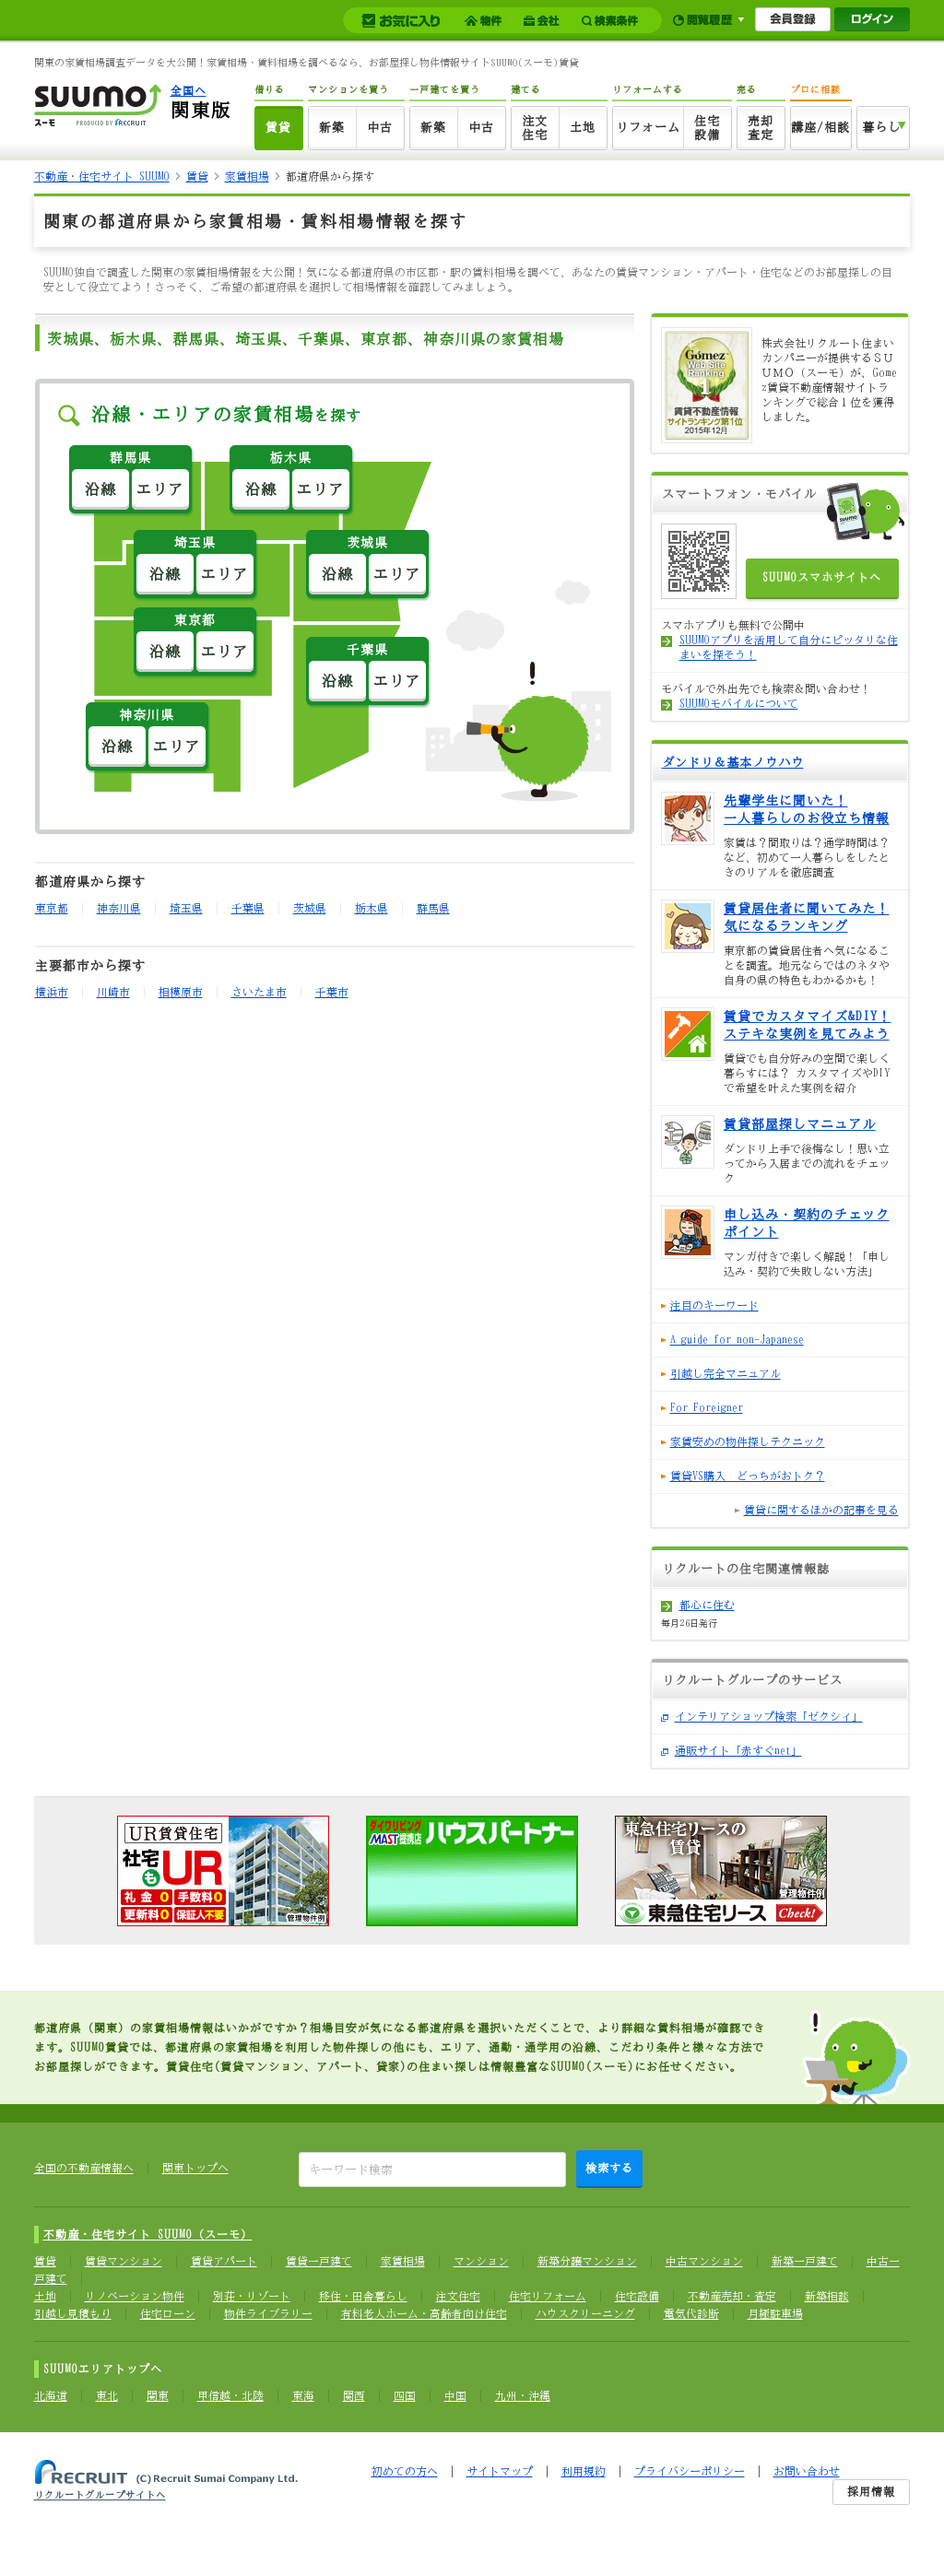 お気に入り 物件 会社 検索条件 閲覧履歴 会員登録 ログイン
関東の家賃相場調査データを大公開！家賃相場・賃料相場を調べるなら、お部屋探し物件情報サイトSUUMO(スーモ)賃貸
suumo
スーモ PRODUCED BY RECRUIT
全国へ
関東版
借りる マンションを買う 一戸建てを買う 建てる リフォームする 売る プロに相談
賃貸 新築 中古 新築 中古 注文住宅 土地 リフォーム 住宅設備 売却査定 講座/相談 暮らし
不動産・住宅サイト SUUMO > 賃貸 > 家賃相場 > 都道府県から探す
関東の都道府県から家賃相場・賃料相場情報を探す
SUUMO独自で調査した関東の家賃相場情報を大公開！気になる都道府県の市区郡・駅の賃料相場を調べて、あなたの賃貸マンション・アパート・住宅などのお部屋探しの目
安として役立てよう！さっそく、ご希望の都道府県を選択して相場情報を確認してみましょう。
茨城県、栃木県、群馬県、埼玉県、千葉県、東京都、神奈川県の家賃相場
沿線・エリアの家賃相場を探す
群馬県
沿線 エリア
栃木県
沿線 エリア
埼玉県
沿線 エリア
茨城県
沿線 エリア
東京都
沿線 エリア
千葉県
沿線 エリア
神奈川県
沿線 エリア
都道府県から探す
東京都 神奈川県 埼玉県 千葉県 茨城県 栃木県 群馬県
主要都市から探す
横浜市 川崎市 相模原市 さいたま市 千葉市
Gomez
Web Site
Ranking
1
賃貸不動産情報
サイトランキング第1位
2015年12月
株式会社リクルート住まい
カンパニーが提供するＳＵ
ＵＭＯ（スーモ）が、Gome
z賃貸不動産情報サイトラ
ンキングで総合１位を獲得
しました。
スマートフォン・モバイル
SUUMOスマホサイトへ
スマホアプリも無料で公開中
SUUMOアプリを活用して自分にピッタリな住
まいを探そう！
モバイルで外出先でも検索&問い合わせ！
SUUMOモバイルについて
ダンドリ＆基本ノウハウ
先輩学生に聞いた！
一人暮らしのお役立ち情報
家賃は？間取りは？通学時間は？
など、初めて一人暮らしをしたと
きのリアルを徹底調査
賃貸居住者に聞いてみた！
気になるランキング
東京都の賃貸居住者へ気になるこ
とを調査。地元ならではのネタや
自身の県の特色もわかるかも！
賃貸でカスタマイズ&DIY！
ステキな実例を見てみよう
賃貸でも自分好みの空間で楽しく
暮らすには？ カスタマイズやDIY
で希望を叶えた実例を紹介
賃貸部屋探しマニュアル
ダンドリ上手で後悔なし！思い立
ってから入居までの流れをチェッ
ク
申し込み・契約のチェック
ポイント
マンガ付きで楽しく解説！「申し
込み・契約で失敗しない方法」
注目のキーワード
A guide for non-Japanese
引越し完全マニュアル
For Foreigner
家賃安めの物件探しテクニック
賃貸VS購入　どっちがおトク？
賃貸に関するほかの記事を見る
リクルートの住宅関連情報誌
都心に住む
毎月26日発行
リクルートグループのサービス
インテリアショップ検索「ゼクシィ」
通販サイト「赤すぐnet」
UR賃貸住宅
社宅もUR
礼金0 手数料0
更新料0 保証人不要
管理物件例
ダイワリビング
MAST提携店
ハウスパートナー
東急住宅リースの
賃貸
管理物件例
東急住宅リース Check!
都道府県（関東）の家賃相場情報はいかがですか？相場目安が気になる都道府県を選択いただくことで、より詳細な賃料相場が確認でき
ます。SUUMO賃貸では、都道府県の家賃相場を利用した物件探しの他にも、エリア、通勤・通学用の沿線、こだわり条件と様々な方法で
お部屋探しができます。賃貸住宅(賃貸マンション、アパート、貸家)の住まい探しは情報豊富なSUUMO(スーモ)にお任せください。
全国の不動産情報へ 関東トップへ キーワード検索 検索する
不動産・住宅サイト SUUMO（スーモ）
賃貸 賃貸マンション 賃貸アパート 賃貸一戸建て 家賃相場 マンション 新築分譲マンション 中古マンション 新築一戸建て 中古一
戸建て
土地 リノベーション物件 別荘・リゾート 移住・田舎暮らし 注文住宅 住宅リフォーム 住宅設備 不動産売却・査定 新築相談
引越し見積もり 住宅ローン 物件ライブラリー 有料老人ホーム・高齢者向け住宅 ハウスクリーニング 電気代診断 月極駐車場
SUUMOエリアトップへ
北海道 東北 関東 甲信越・北陸 東海 関西 四国 中国 九州・沖縄
RECRUIT (C) Recruit Sumai Company Ltd.
リクルートグループサイトへ
初めての方へ | サイトマップ | 利用規約 | プライバシーポリシー | お問い合わせ
採用情報